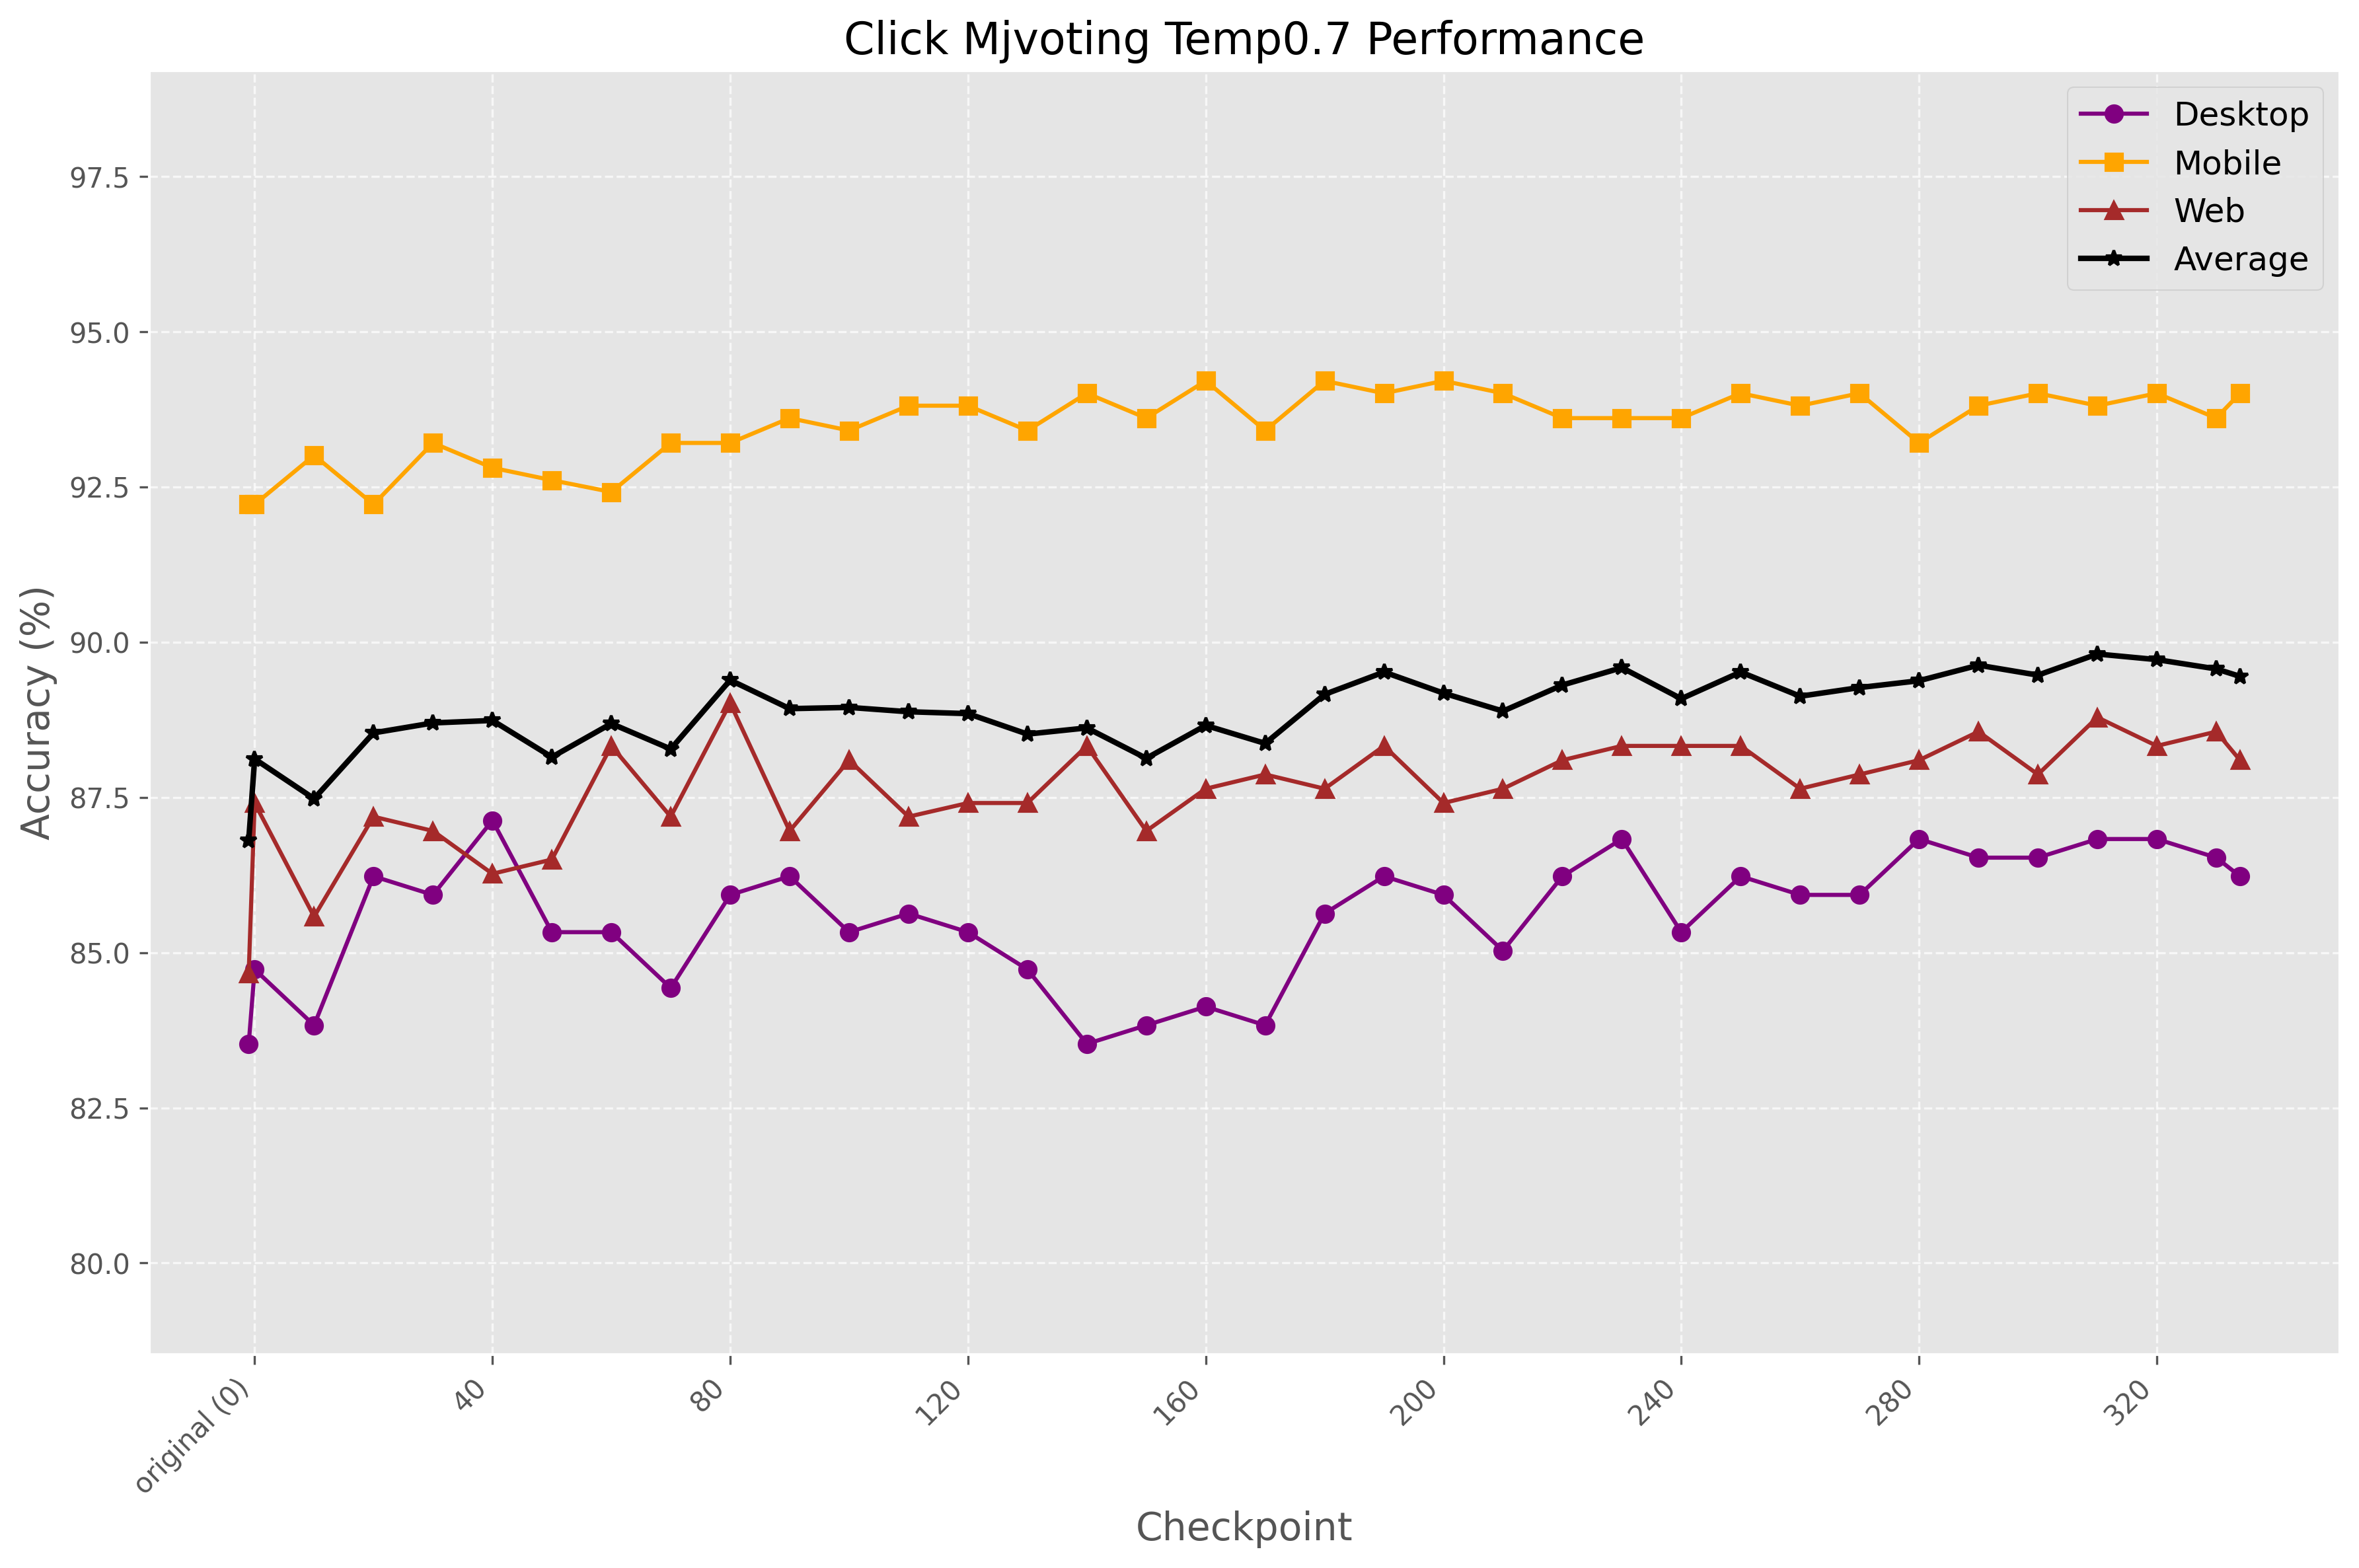 Click Mjvoting Temp0.7 Performance
Desktop
Mobile
Web
Average
Accuracy (%)
97.5
95.0
92.5
90.0
87.5
85.0
82.5
80.0
original (0)
40
80
120
160
200
240
280
320
Checkpoint